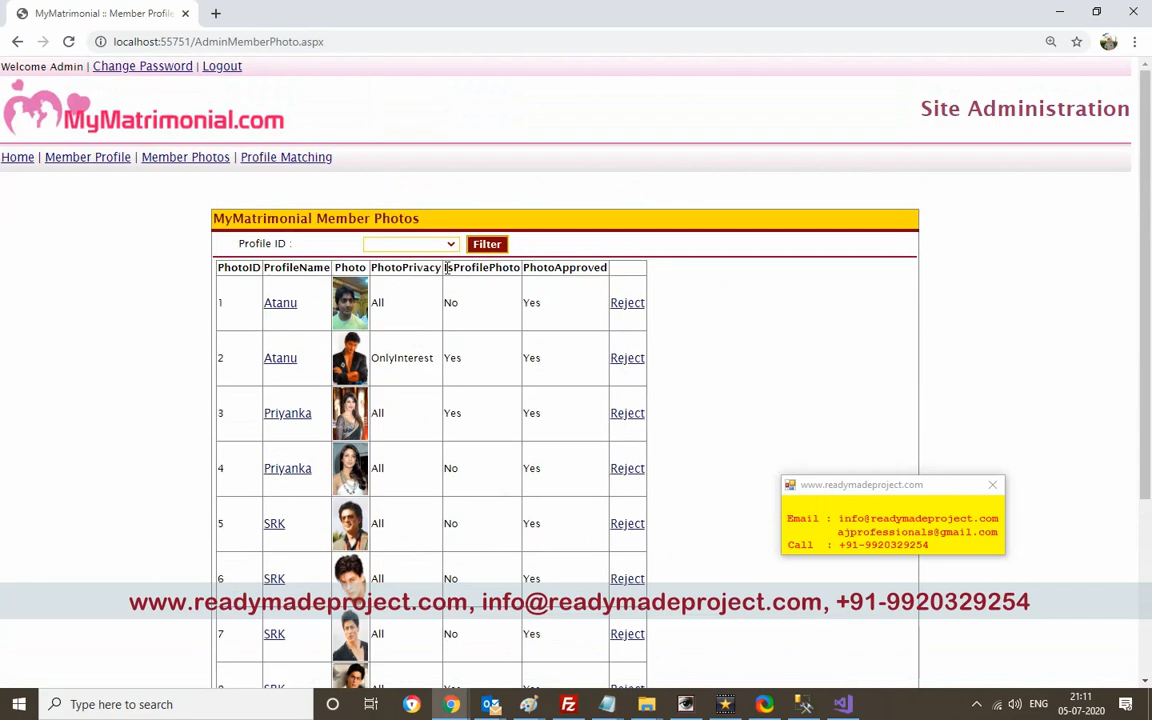 MyMatrimonial :: Member Profile
localhost:55751/AdminMemberPhoto.aspx
Welcome Admin | Change Password | Logout
MyMatrimonial.com
Site Administration
Home | Member Profile | Member Photos | Profile Matching
MyMatrimonial Member Photos
Profile ID :
Filter
PhotoID ProfileName Photo PhotoPrivacy IsProfilePhoto PhotoApproved
1 Atanu All No Yes Reject
2 Atanu OnlyInterest Yes Yes Reject
3 Priyanka All Yes Yes Reject
4 Priyanka All No Yes Reject
www.readymadeproject.com
Email : info@readymadeproject.com
ajprofessionals@gmail.com
Call : +91-9920329254
5 SRK All No Yes Reject
6 SRK All No Yes Reject
www.readymadeproject.com, info@readymadeproject.com, +91-9920329254
7 SRK All No Yes Reject
Type here to search
ENG
21:11
05-07-2020